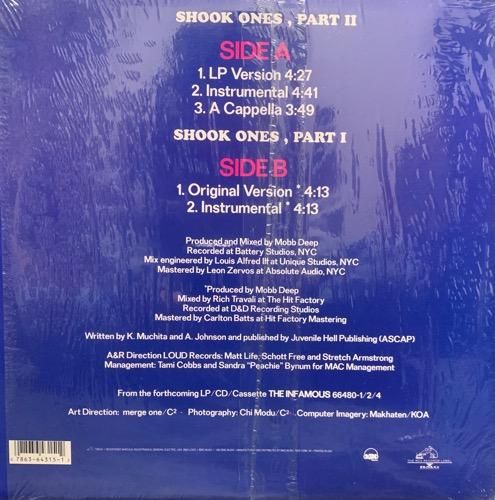 SHOOK ONES , PART II
SIDE A
1. LP Version 4:27
2. Instrumental 4:41
3. A Cappella 3:49
SHOOK ONES , PART I
SIDE B
1. Original Version * 4:13
2. Instrumental * 4:13
Produced and Mixed by Mobb Deep
Recorded at Battery Studios, NYC
Mix engineered by Louis Alfred III at Unique Studios, NYC
Mastered by Leon Zervos at Absolute Audio, NYC
*Produced by Mobb Deep
Mixed by Rich Travali at The Hit Factory
Recorded at D&D Recording Studios
Mastered by Carlton Batts at Hit Factory Mastering
Written by K. Muchita and A. Johnson and published by Juvenile Hell Publishing (ASCAP)
A&R Direction LOUD Records: Matt Life, Schott Free and Stretch Armstrong
Management: Tami Cobbs and Sandra "Peachie" Bynum for MAC Management
From the forthcoming LP/CD/Cassette THE INFAMOUS 66480-1/2/4
Art Direction: merge one/C² • Photography: Chi Modu/C² • Computer Imagery: Makhaten/KOA
7863-64315-1